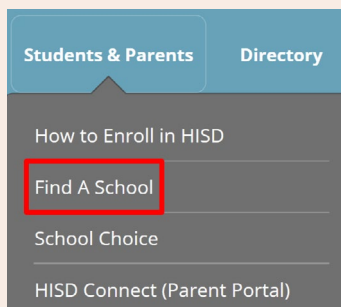 Students & Parents Directory
How to Enroll in HISD
Find A School
School Choice
HISD Connect (Parent Portal)